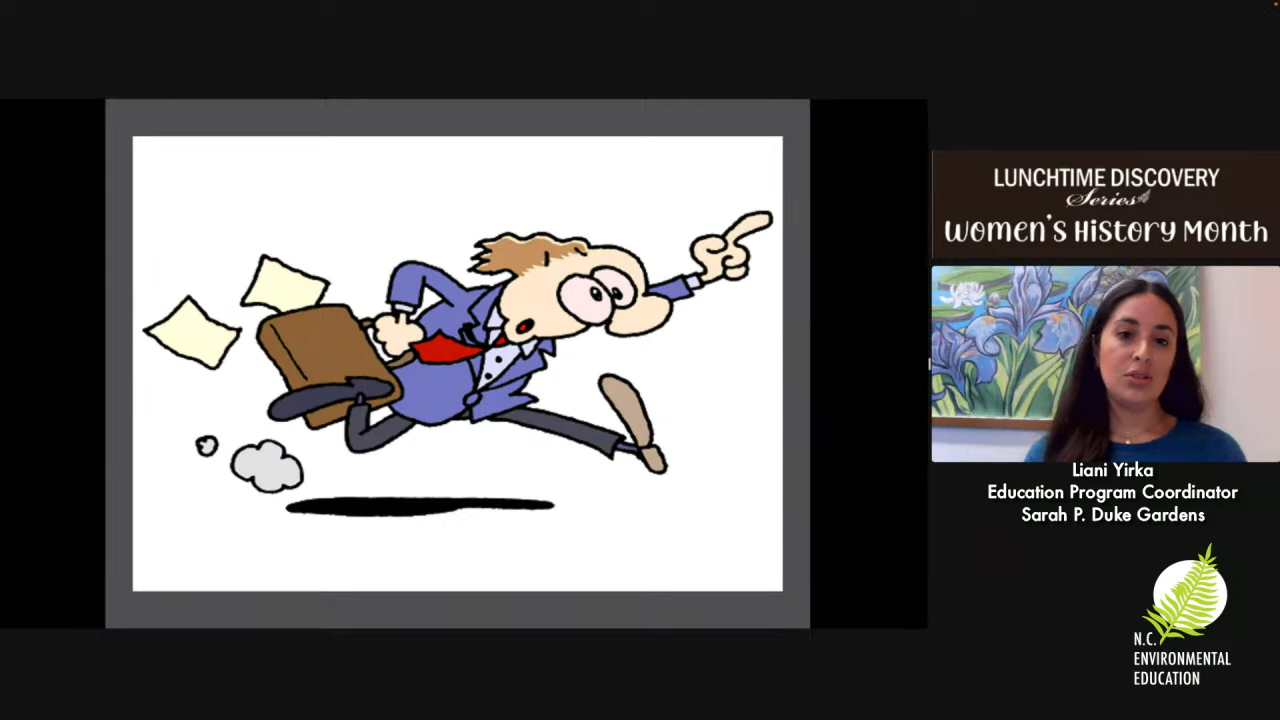 LUNCHTIME DISCOVERY
Series
Women's History Month
Liani Yirka
Education Program Coordinator
Sarah P. Duke Gardens
N.C.
ENVIRONMENTAL
EDUCATION